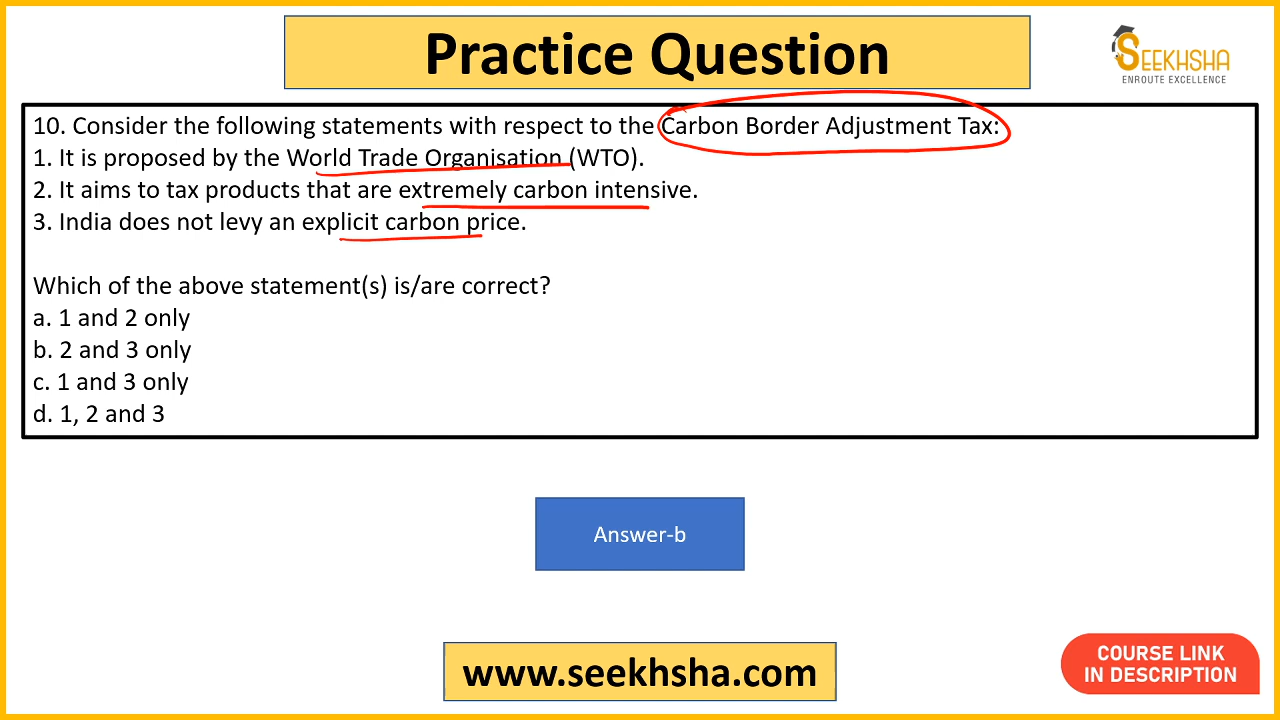 Practice Question
SEEKHSHA
ENROUTE EXCELLENCE
10. Consider the following statements with respect to the Carbon Border Adjustment Tax:
1. It is proposed by the World Trade Organisation (WTO).
2. It aims to tax products that are extremely carbon intensive.
3. India does not levy an explicit carbon price.
Which of the above statement(s) is/are correct?
a. 1 and 2 only
b. 2 and 3 only
c. 1 and 3 only
d. 1, 2 and 3
Answer-b
www.seekhsha.com
COURSE LINK
IN DESCRIPTION